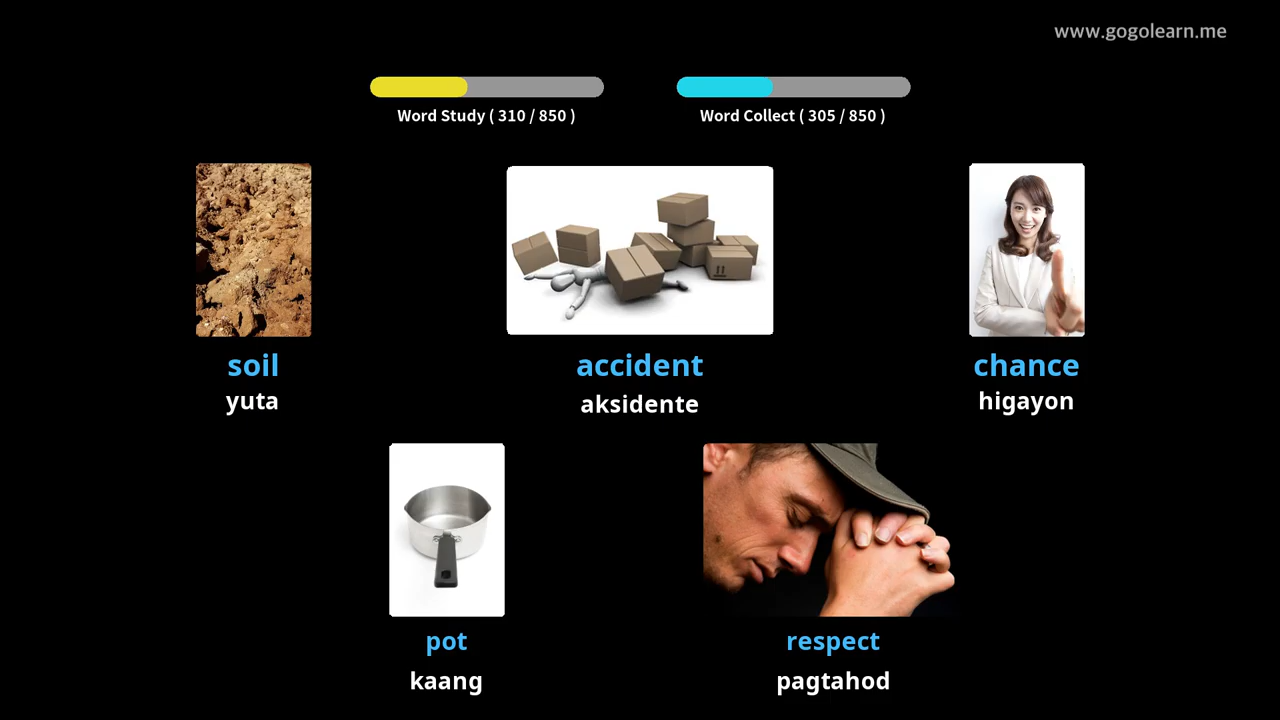 www.gogolearn.me
Word Study ( 310 / 850 )
Word Collect ( 305 / 850 )
soil
yuta
accident
aksidente
chance
higayon
pot
kaang
respect
pagtahod